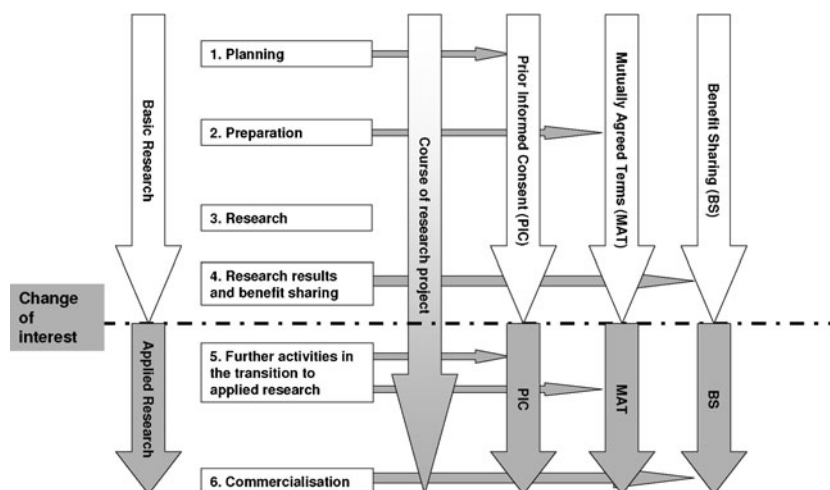 Basic Research
1. Planning
2. Preparation
3. Research
4. Research results
and benefit sharing
Course of research project
Prior Informed Consent (PIC)
Mutually Agreed Terms (MAT)
Benefit Sharing (BS)
Change
of
interest
Applied Research
5. Further activities in
the transition to
applied research
6. Commercialisation
PIC
MAT
BS